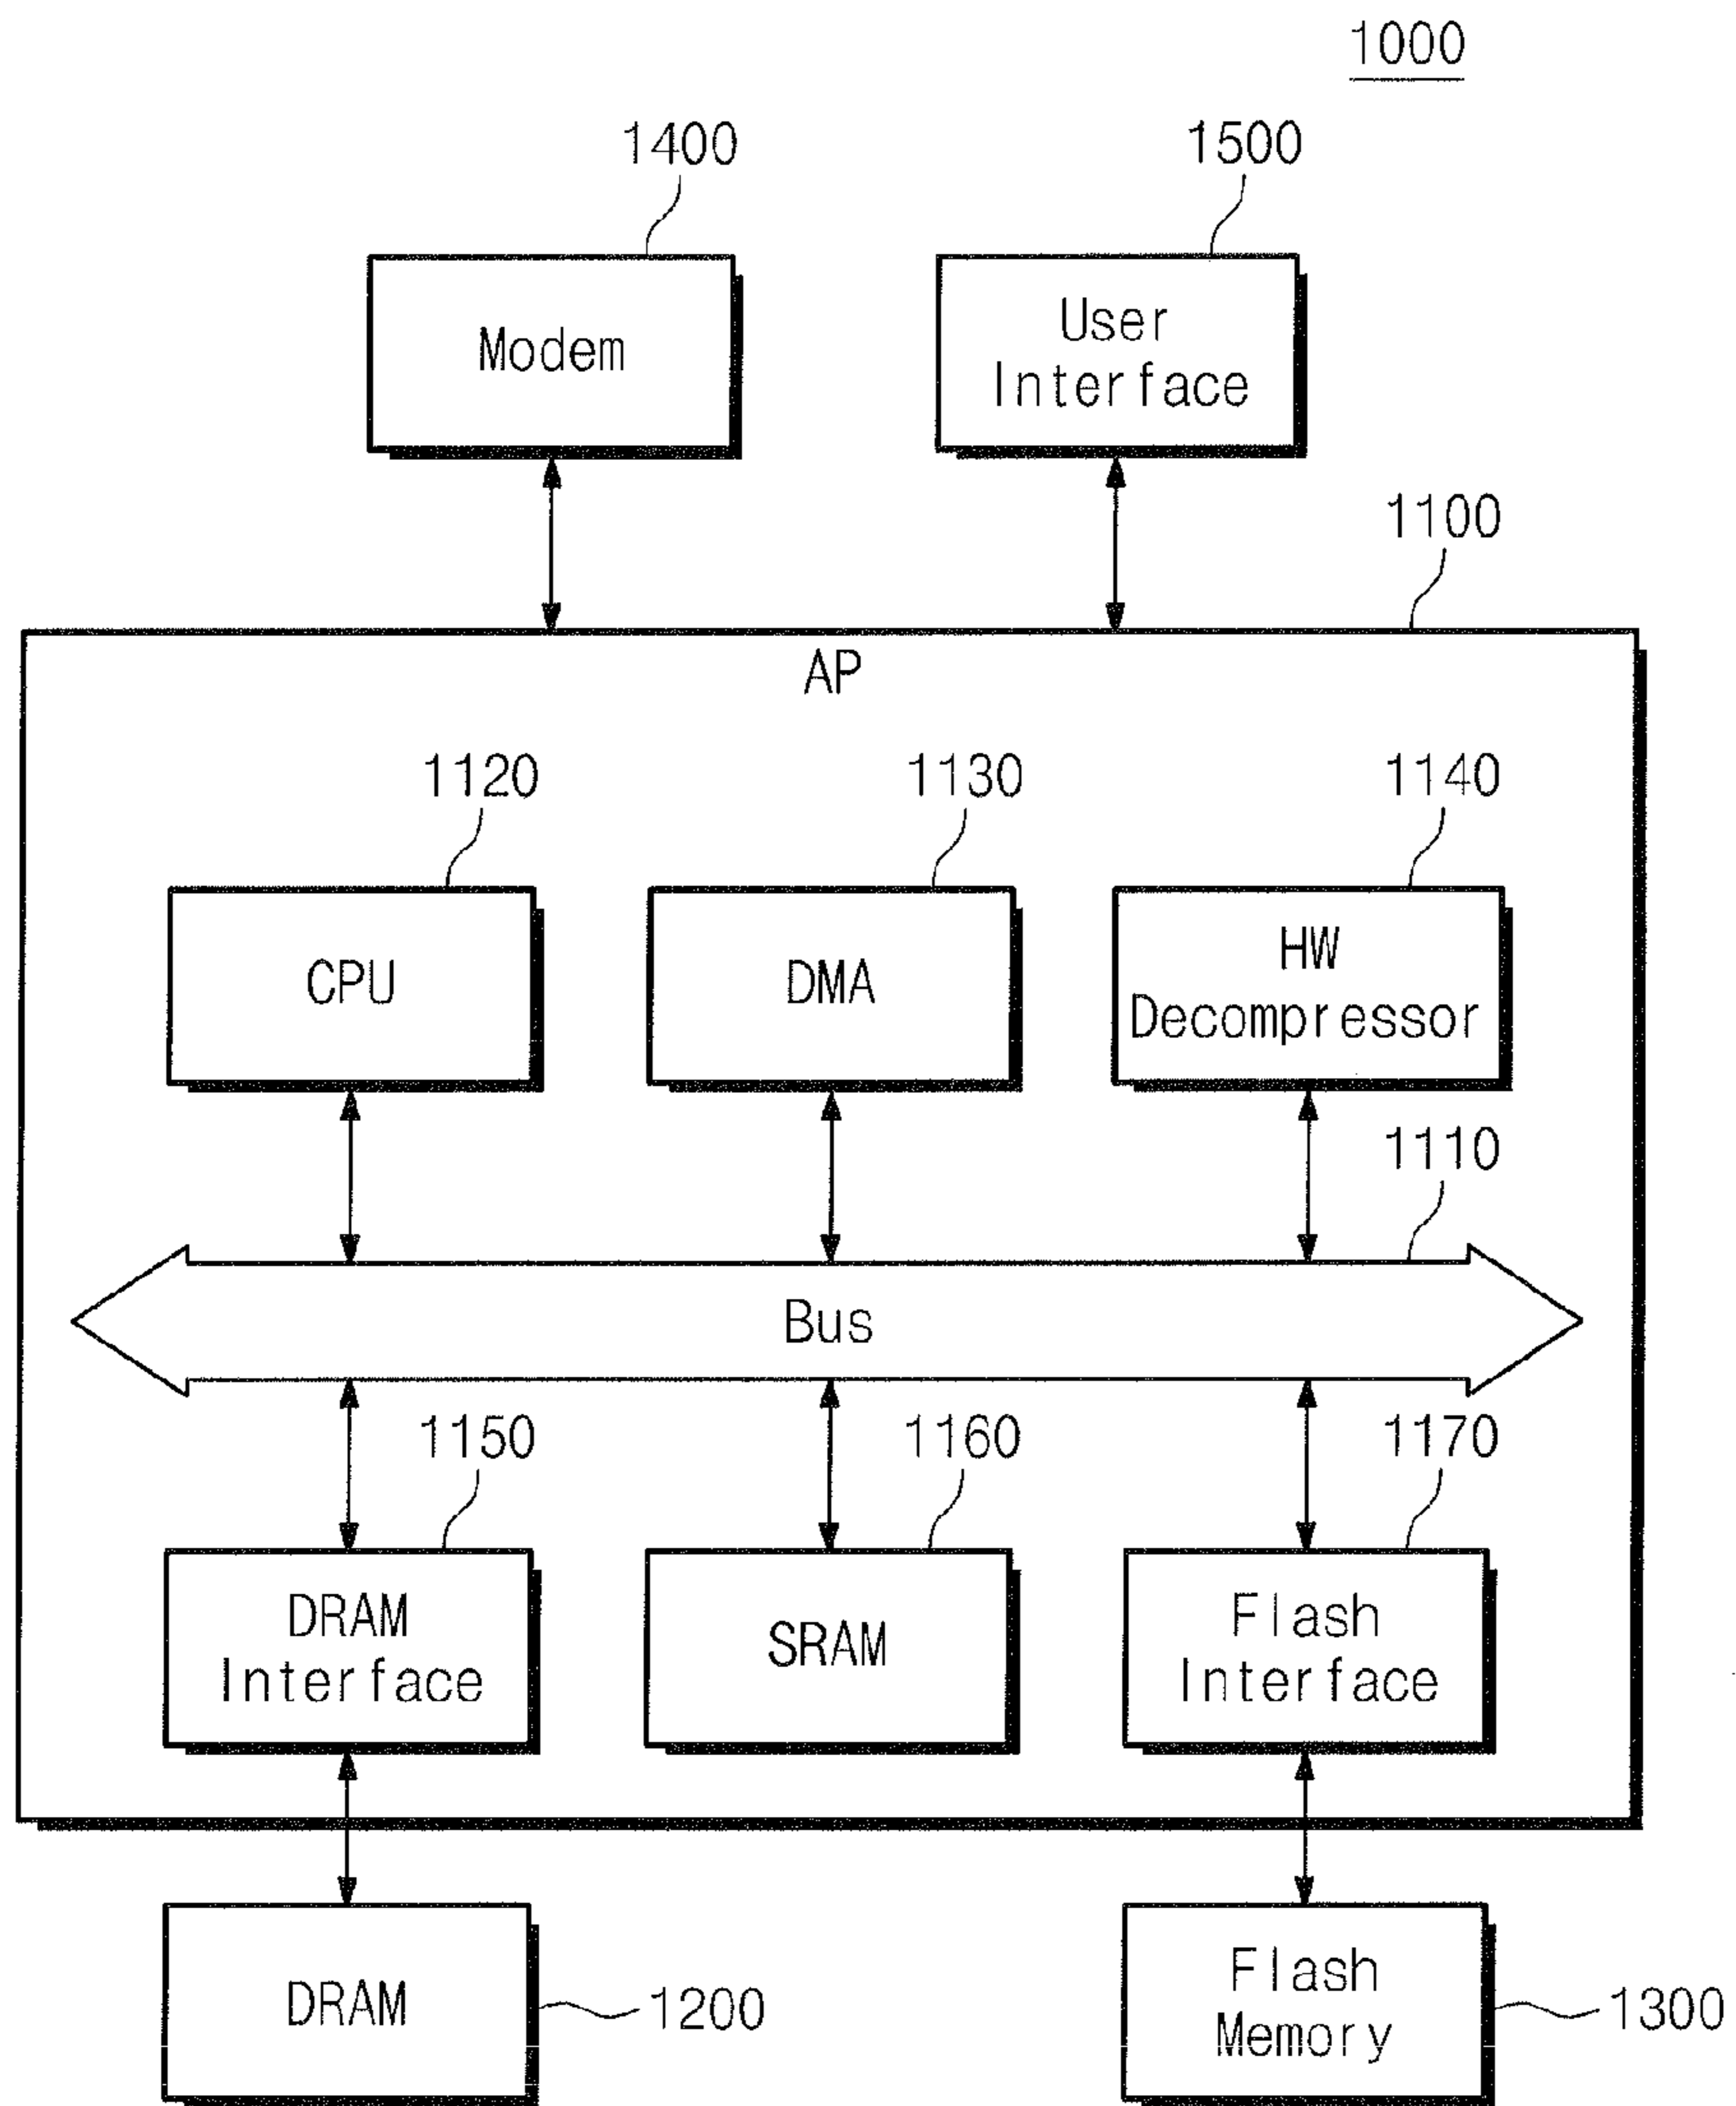 1000
1400
1500
Modem
User
Interface
1100
AP
1120
1130
1140
CPU
DMA
HW
Decompressor
1110
Bus
1150
1160
1170
DRAM
Interface
SRAM
Flash
Interface
DRAM
1200
Flash
Memory
1300